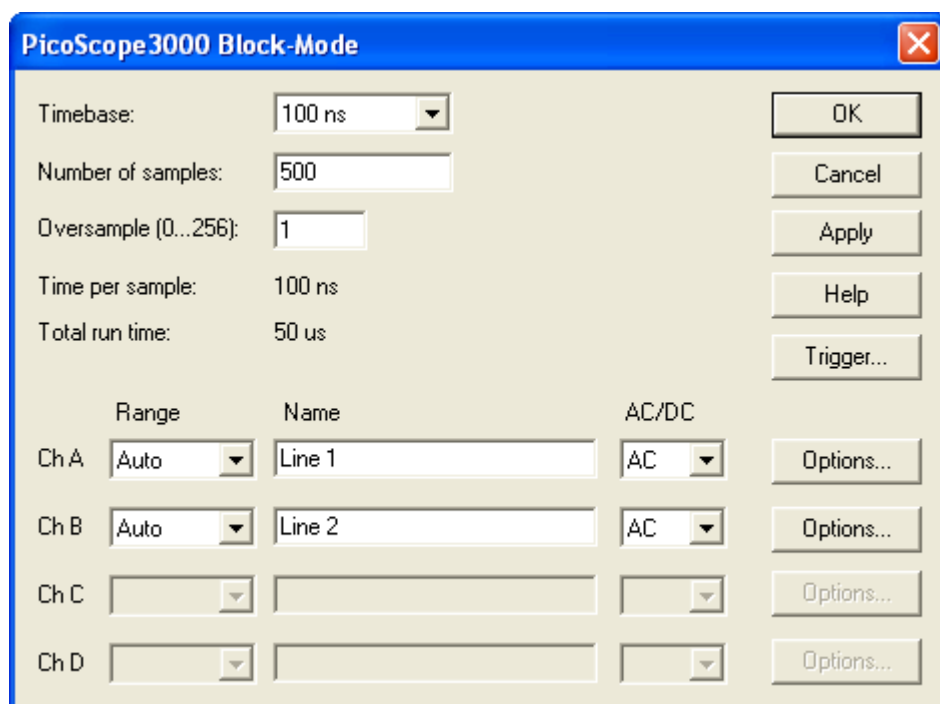 PicoScope3000 Block-Mode
Timebase: 100 ns OK
Number of samples: 500 Cancel
Oversample (0...256): 1 Apply
Time per sample: 100 ns Help
Total run time: 50 us
Trigger...
Range Name AC/DC
Ch A Auto Line 1 AC Options...
Ch B Auto Line 2 AC Options...
Ch C Options...
Ch D Options...